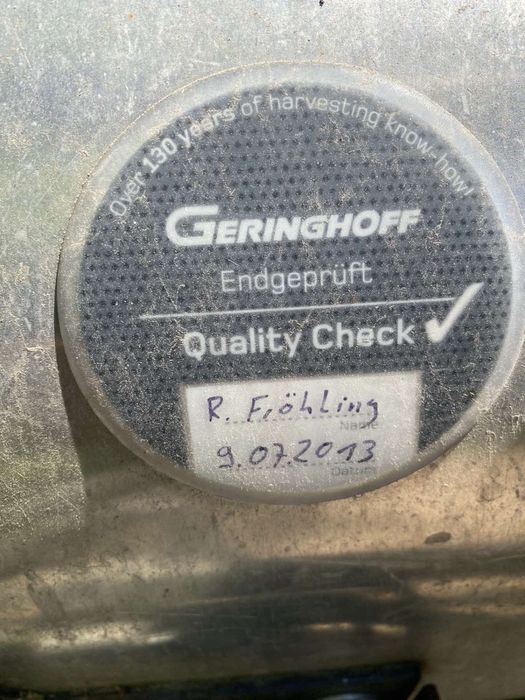 Over 130 years of harvesting know-how!
GERINGHOFF
Endgeprüft
Quality Check
R. Fröhling
Name
9.07.2013
Datum